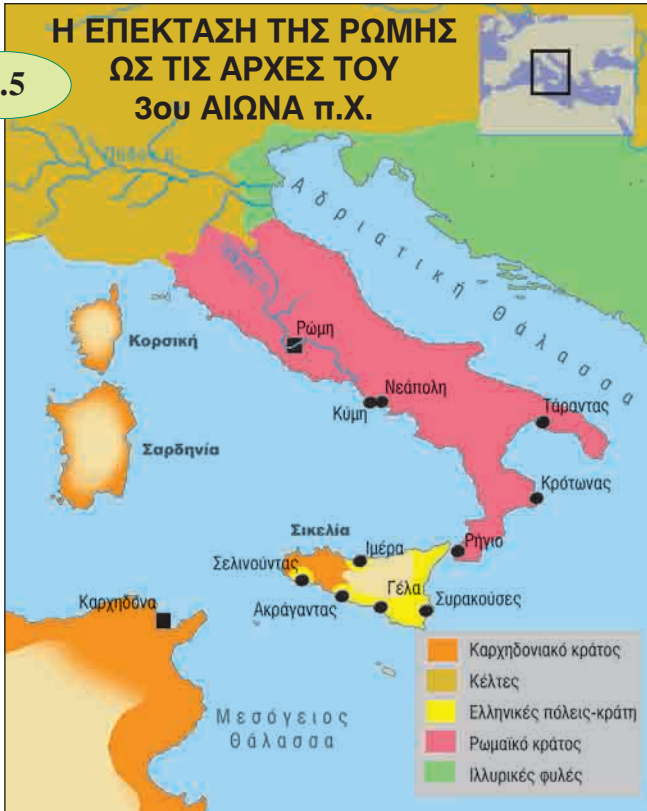 Η ΕΠΕΚΤΑΣΗ ΤΗΣ ΡΩΜΗΣ
ΩΣ ΤΙΣ ΑΡΧΕΣ ΤΟΥ
3ου ΑΙΩΝΑ π.Χ.
.5
Αδριατική Θάλασσα
Ρώμη
Κορσική
Νεάπολη
Κύμη
Τάραντας
Σαρδηνία
Κρότωνας
Σικελία
Ιμέρα
Ρήγιο
Σελινούντας
Γέλα
Καρχηδόνα
Ακράγαντας
Συρακούσες
Μεσόγειος
Θάλασσα
Καρχηδονιακό κράτος
Κέλτες
Ελληνικές πόλεις-κράτη
Ρωμαϊκό κράτος
Ιλλυρικές φυλές